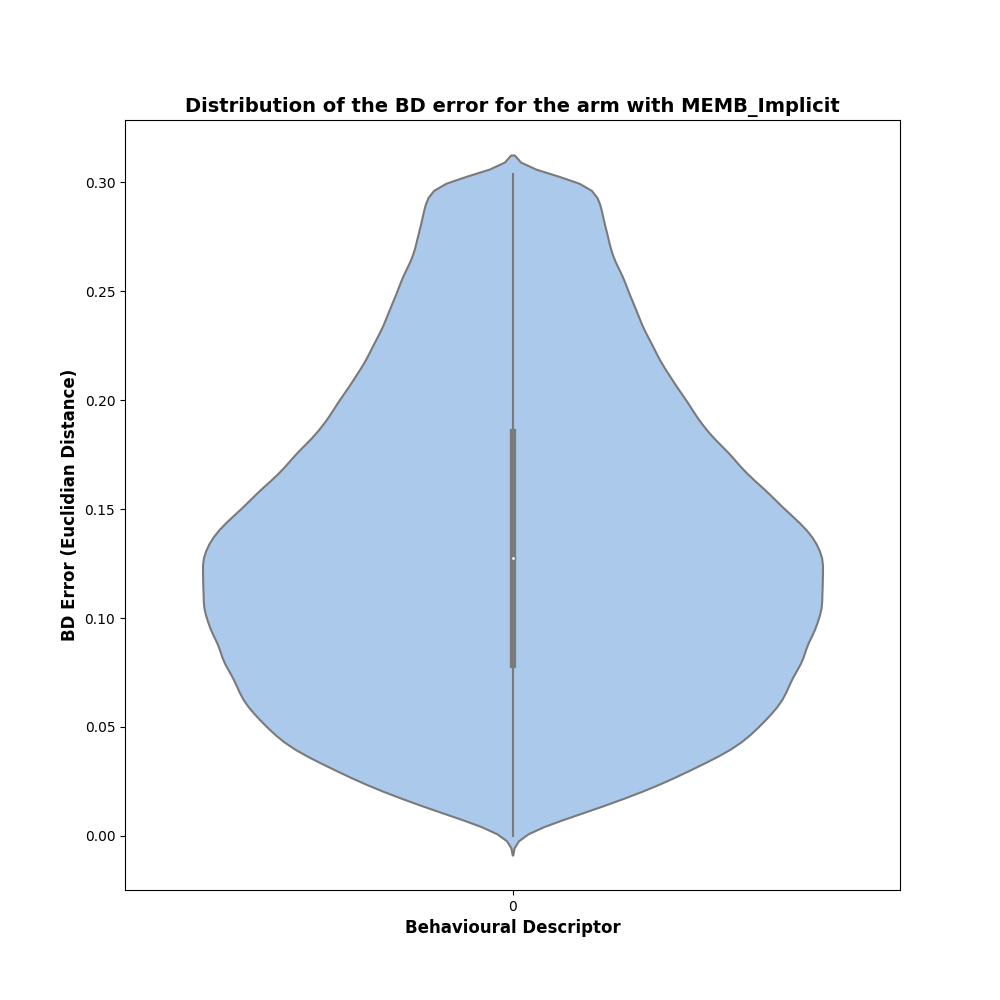 Distribution of the BD error for the arm with MEMB_Implicit
0.30
0.25
0.20
0.15
0.10
0.05
0.00
BD Error (Euclidian Distance)
0
Behavioural Descriptor